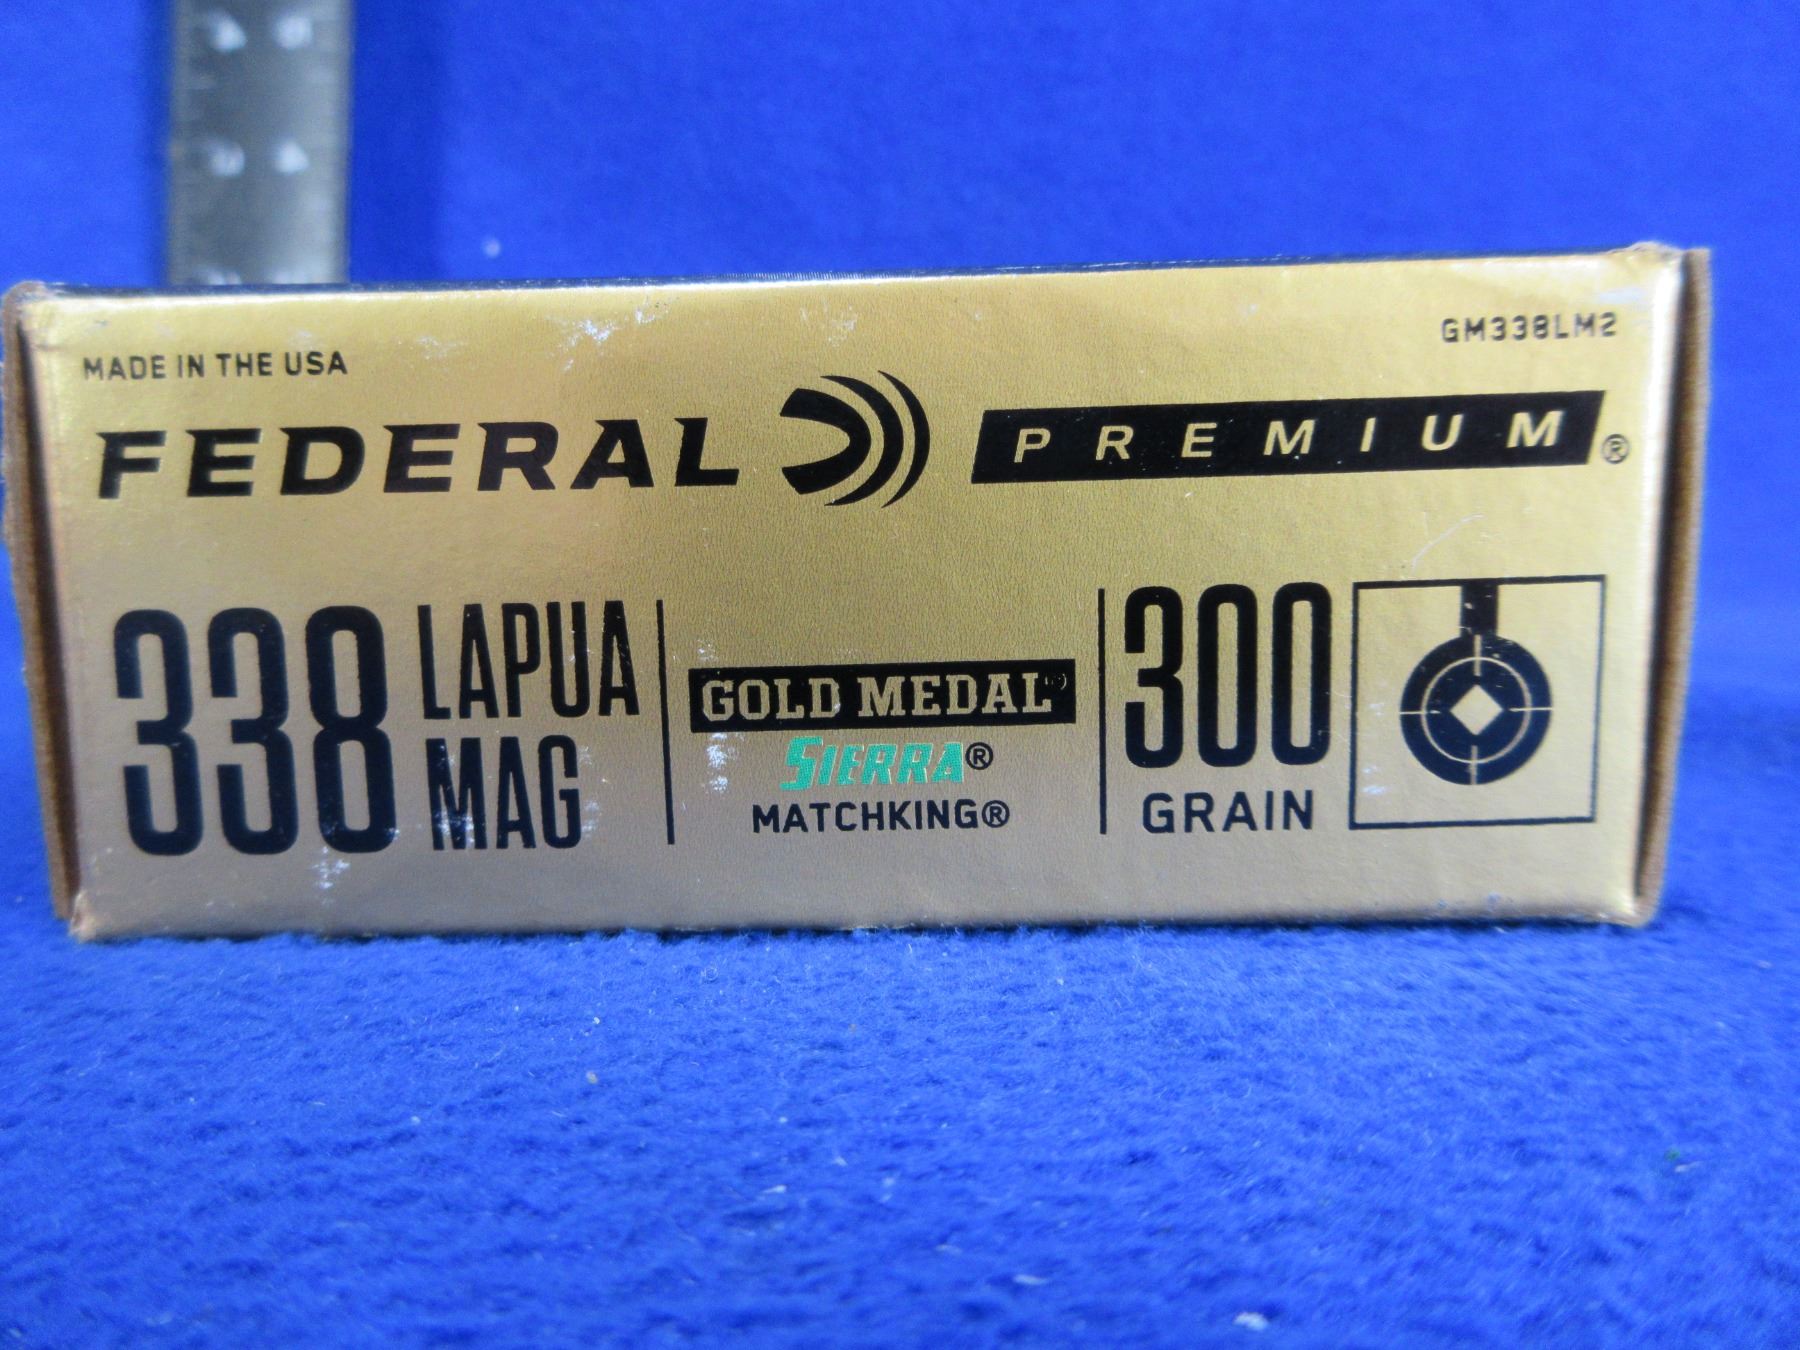 MADE IN THE USA
GM338LM2
FEDERAL PREMIUM®
338 LAPUA MAG
GOLD MEDAL®
SIERRA®
MATCHKING®
300
GRAIN